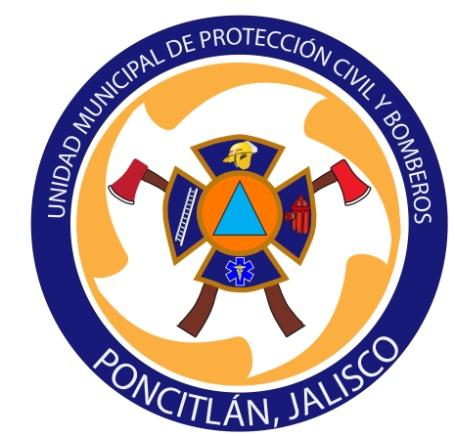 UNIDAD MUNICIPAL DE PROTECCIÓN CIVIL Y BOMBEROS
PONCITLÁN, JALISCO